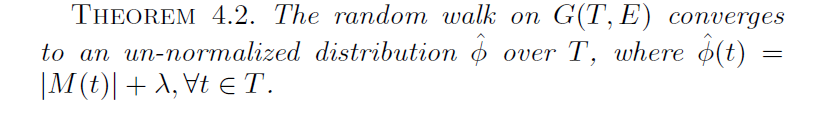 THEOREM 4.2. The random walk on G(T, E) converges
to an un-normalized distribution ϕ̂ over T, where ϕ̂(t) =
|M(t)| + λ, ∀t ∈ T.